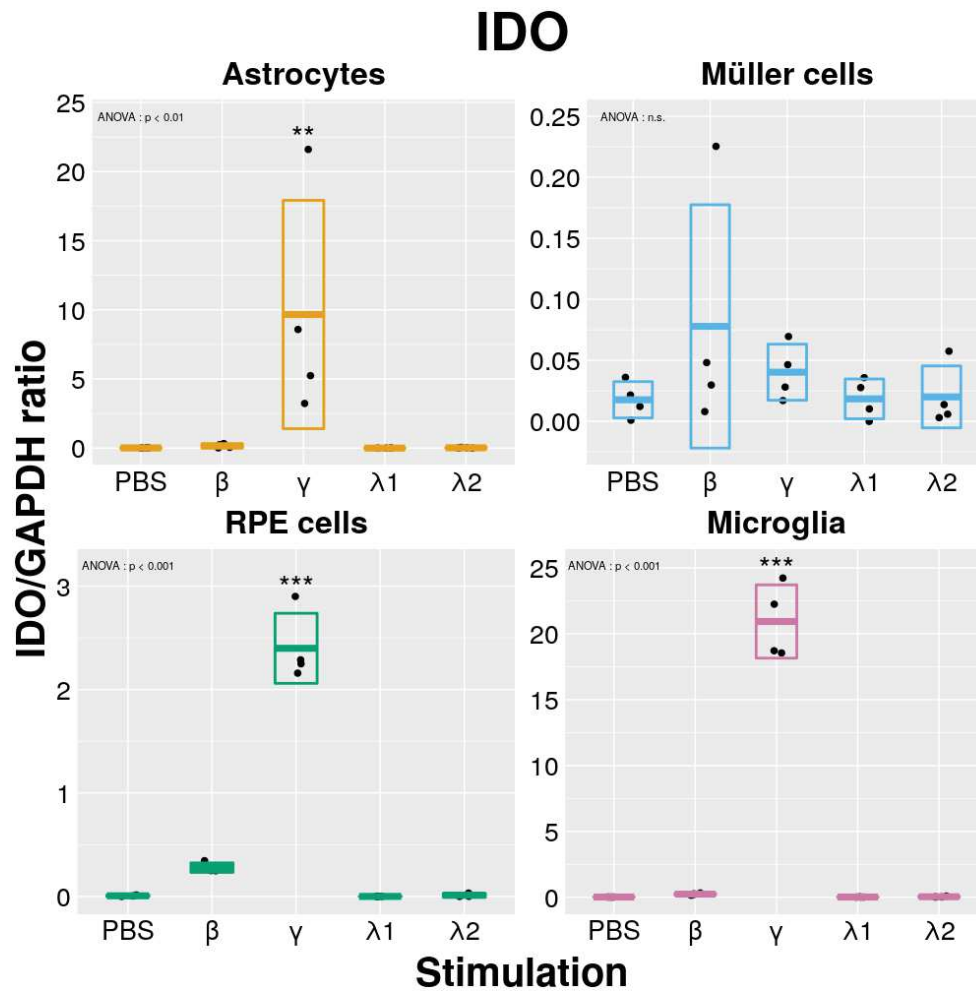 IDO
Astrocytes
Müller cells
IDO/GAPDH ratio
ANOVA : p < 0.01
**
25
20
15
10
5
0
PBS β γ λ1 λ2
ANOVA : n.s.
0.25
0.20
0.15
0.10
0.05
0.00
PBS β γ λ1 λ2
RPE cells
Microglia
ANOVA : p < 0.001
***
3
2
1
0
PBS β γ λ1 λ2
ANOVA : p < 0.001
***
25
20
15
10
5
0
PBS β γ λ1 λ2
Stimulation